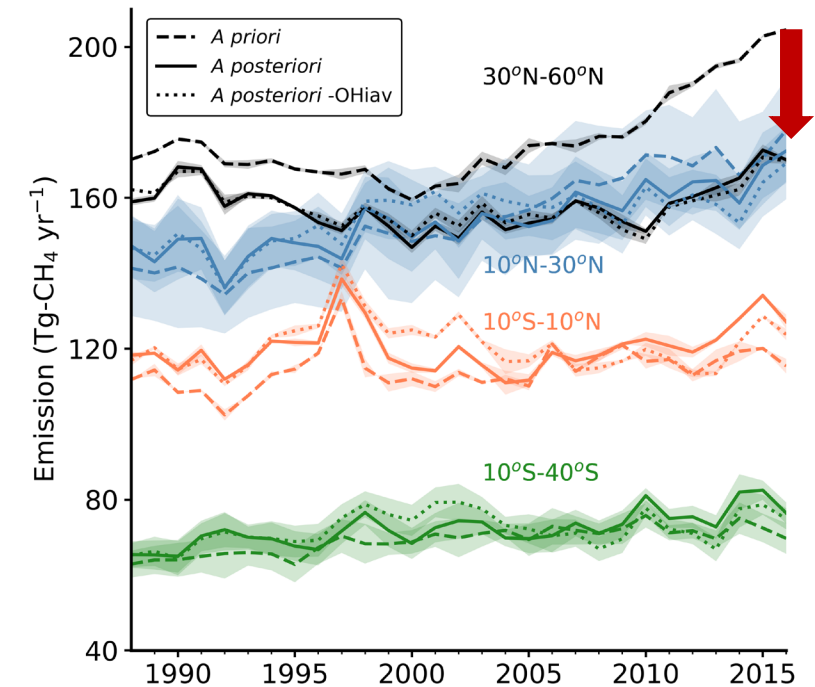 200
160
120
80
40
Emission (Tg-CH₄ yr⁻¹)
A priori
A posteriori
A posteriori -OHiav
30°N-60°N
10°N-30°N
10°S-10°N
10°S-40°S
1990 1995 2000 2005 2010 2015